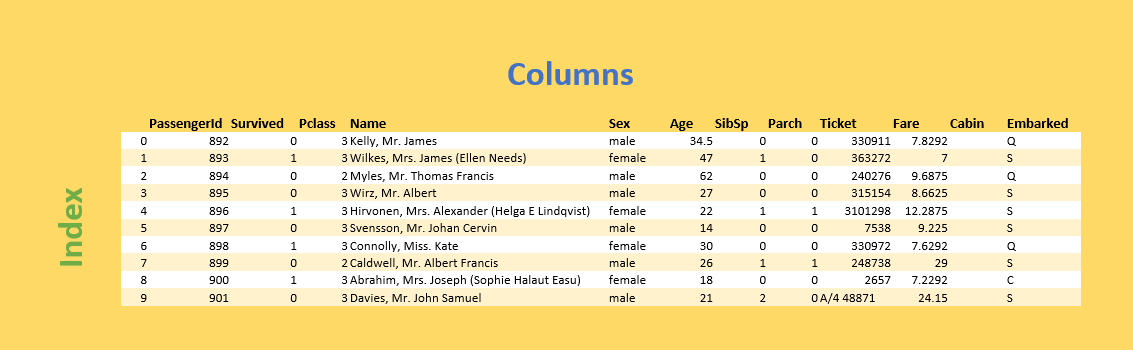 Columns
PassengerId Survived Pclass Name Sex Age SibSp Parch Ticket Fare Cabin Embarked
0 892 0 3 Kelly, Mr. James male 34.5 0 0 330911 7.8292 Q
1 893 1 3 Wilkes, Mrs. James (Ellen Needs) female 47 1 0 363272 7 S
2 894 0 2 Myles, Mr. Thomas Francis male 62 0 0 240276 9.6875 Q
3 895 0 3 Wirz, Mr. Albert male 27 0 0 315154 8.6625 S
4 896 1 3 Hirvonen, Mrs. Alexander (Helga E Lindqvist) female 22 1 1 3101298 12.2875 S
5 897 0 3 Svensson, Mr. Johan Cervin male 14 0 0 7538 9.225 S
6 898 1 3 Connolly, Miss. Kate female 30 0 0 330972 7.6292 Q
7 899 0 2 Caldwell, Mr. Albert Francis male 26 1 1 248738 29 S
8 900 1 3 Abrahim, Mrs. Joseph (Sophie Halaut Easu) female 18 0 0 2657 7.2292 C
9 901 0 3 Davies, Mr. John Samuel male 21 2 0 A/4 48871 24.15 S
Index